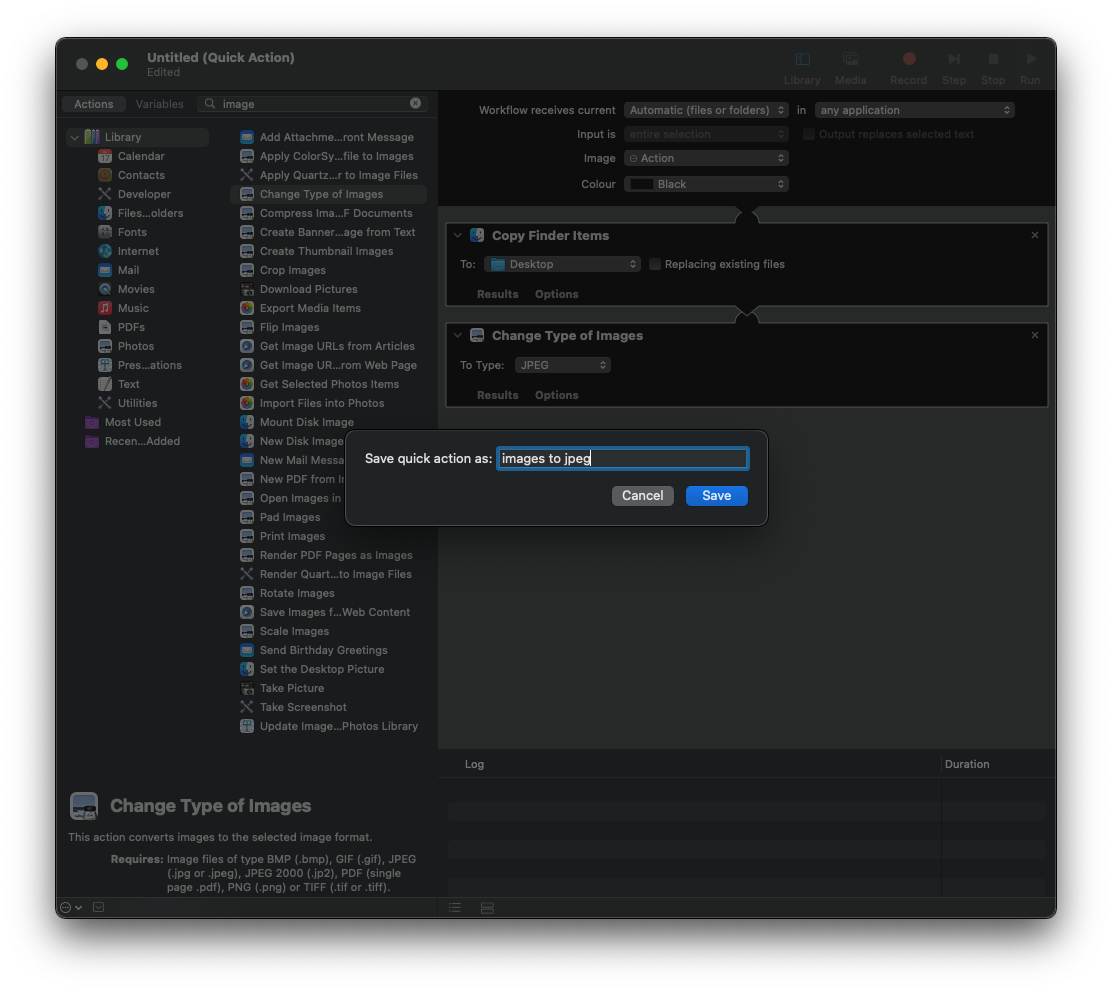 Untitled (Quick Action)
Edited
Library Media Record Step Stop Run
Actions Variables image
Library
Calendar
Contacts
Developer
Files...olders
Fonts
Internet
Mail
Movies
Music
PDFs
Photos
Pres...ations
Text
Utilities
Most Used
Recen...Added
Add Attachme...ront Message
Apply ColorSy...file to Images
Apply Quartz...r to Image Files
Change Type of Images
Compress Ima...F Documents
Create Banner...age from Text
Create Thumbnail Images
Crop Images
Download Pictures
Export Media Items
Flip Images
Get Image URLs from Articles
Get Image UR...rom Web Page
Get Selected Photos Items
Import Files into Photos
Mount Disk Image
New Disk Image
New Mail Messa
New PDF from I
Open Images in
Pad Images
Print Images
Render PDF Pages as Images
Render Quart...to Image Files
Rotate Images
Save Images f...Web Content
Scale Images
Send Birthday Greetings
Set the Desktop Picture
Take Picture
Take Screenshot
Update Image...Photos Library
Change Type of Images
This action converts images to the selected image format.
Requires: Image files of type BMP (.bmp), GIF (.gif), JPEG
(.jpg or .jpeg), JPEG 2000 (.jp2), PDF (single
page .pdf), PNG (.png) or TIFF (.tif or .tiff).
Workflow receives current Automatic (files or folders) in any application
Input is entire selection Output replaces selected text
Image Action
Colour Black
Copy Finder Items
To: Desktop Replacing existing files
Results Options
Change Type of Images
To Type: JPEG
Results Options
Save quick action as: images to jpeg
Cancel Save
Log Duration